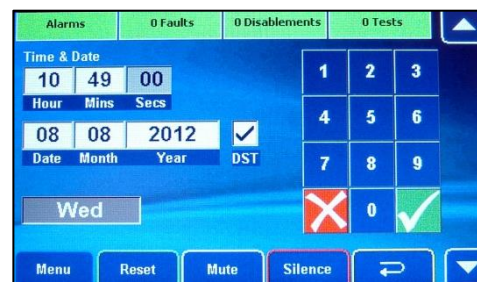 Alarms 0 Faults 0 Disablements 0 Tests
Time & Date
10 49 00
Hour Mins Secs
08 08 2012
Date Month Year DST
Wed
1 2 3
4 5 6
7 8 9
0
Menu Reset Mute Silence